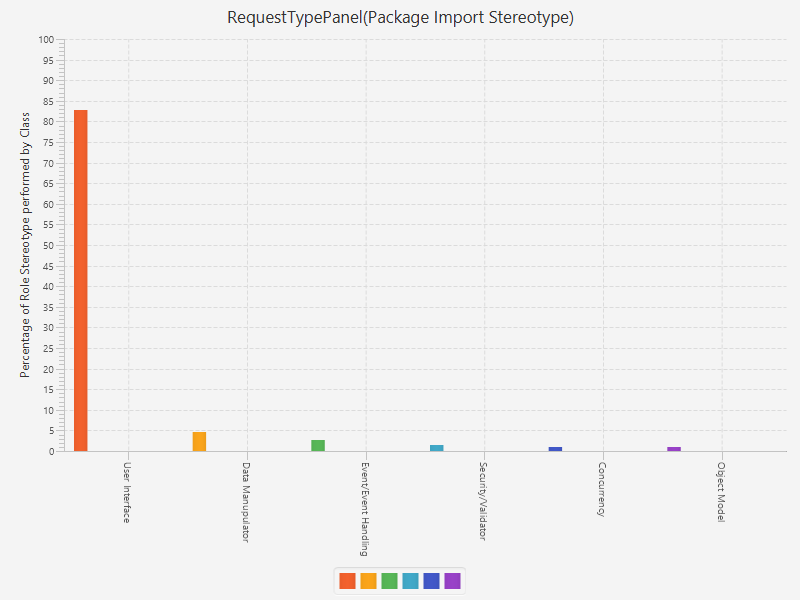 RequestTypePanel(Package Import Stereotype)
Percentage of Role Stereotype performed by Class
100
95
90
85
80
75
70
65
60
55
50
45
40
35
30
25
20
15
10
5
0
User Interface
Data Manupulator
Event/Event Handling
Security/Validator
Concurrency
Object Model